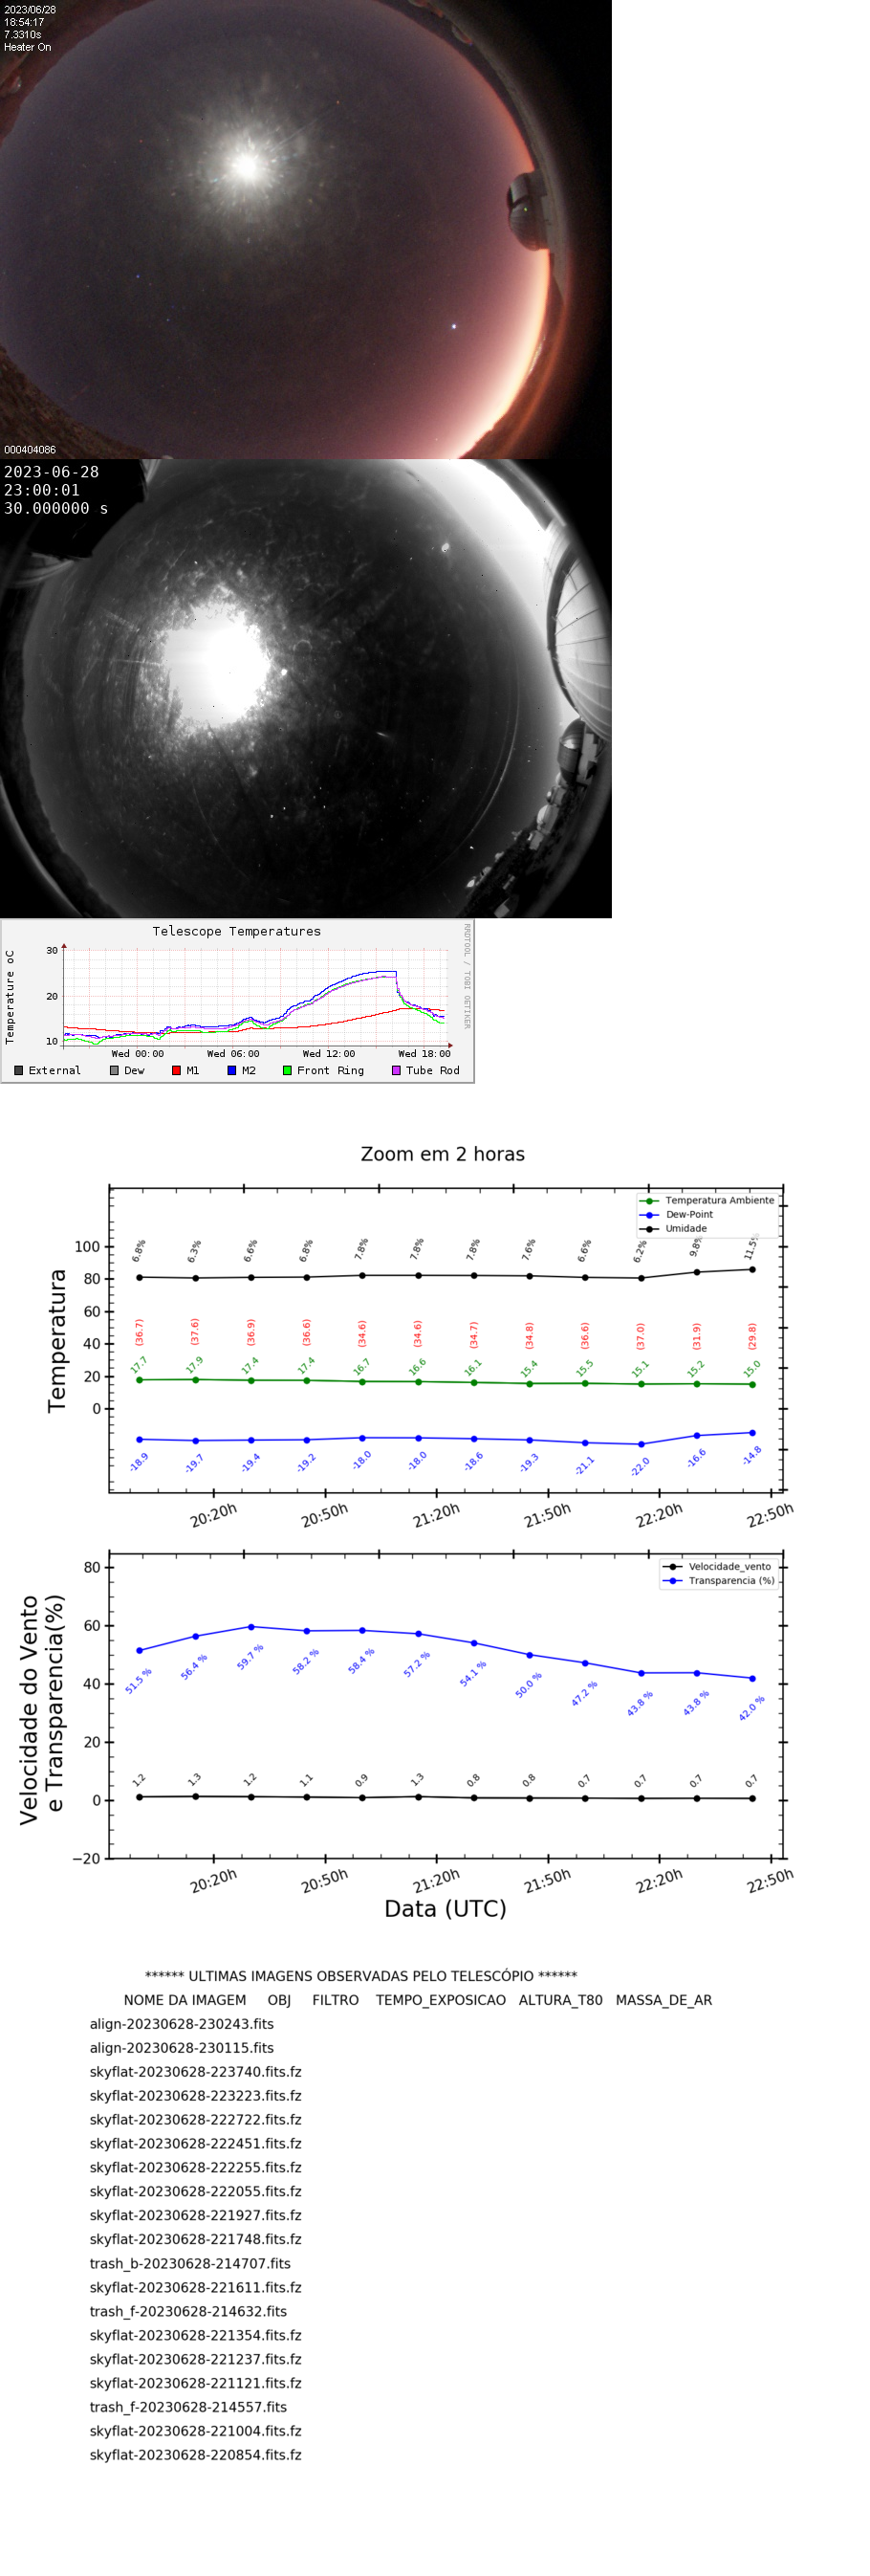 2023/06/28
18:54:17
7.3310s
Heater On
000404086
2023-06-28
23:00:01
30.000000 s
Telescope Temperatures
RRDTOOL / TOBI OETIKER
Temperature oC
30
20
10
Wed 00:00 Wed 06:00 Wed 12:00 Wed 18:00
External Dew M1 M2 Front Ring Tube Rod
Zoom em 2 horas
Temperatura Ambiente
Dew-Point
Umidade
Temperatura
100
80
60
40
20
0
6.8% 6.3% 6.6% 6.8% 7.8% 7.8% 7.8% 7.6% 6.6% 6.2% 9.8% 11.5%
(36.7) (37.6) (36.9) (36.6) (34.6) (34.6) (34.7) (34.8) (36.6) (37.0) (31.9) (29.8)
17.7 17.9 17.4 17.4 16.7 16.6 16.1 15.4 15.5 15.1 15.2 15.0
-18.9 -19.7 -19.4 -19.2 -18.0 -18.0 -18.6 -19.3 -21.1 -22.0 -16.6 -14.8
20:20h 20:50h 21:20h 21:50h 22:20h 22:50h
Velocidade_vento
Transparencia (%)
Velocidade do Vento
e Transparencia(%)
80
60
40
20
0
−20
51.5 % 56.4 % 59.7 % 58.2 % 58.4 % 57.2 % 54.1 % 50.0 % 47.2 % 43.8 % 43.8 % 42.0 %
1.2 1.3 1.2 1.1 0.9 1.3 0.8 0.8 0.7 0.7 0.7 0.7
20:20h 20:50h 21:20h 21:50h 22:20h 22:50h
Data (UTC)
****** ULTIMAS IMAGENS OBSERVADAS PELO TELESCÓPIO ******
NOME DA IMAGEM OBJ FILTRO TEMPO_EXPOSICAO ALTURA_T80 MASSA_DE_AR
align-20230628-230243.fits
align-20230628-230115.fits
skyflat-20230628-223740.fits.fz
skyflat-20230628-223223.fits.fz
skyflat-20230628-222722.fits.fz
skyflat-20230628-222451.fits.fz
skyflat-20230628-222255.fits.fz
skyflat-20230628-222055.fits.fz
skyflat-20230628-221927.fits.fz
skyflat-20230628-221748.fits.fz
trash_b-20230628-214707.fits
skyflat-20230628-221611.fits.fz
trash_f-20230628-214632.fits
skyflat-20230628-221354.fits.fz
skyflat-20230628-221237.fits.fz
skyflat-20230628-221121.fits.fz
trash_f-20230628-214557.fits
skyflat-20230628-221004.fits.fz
skyflat-20230628-220854.fits.fz